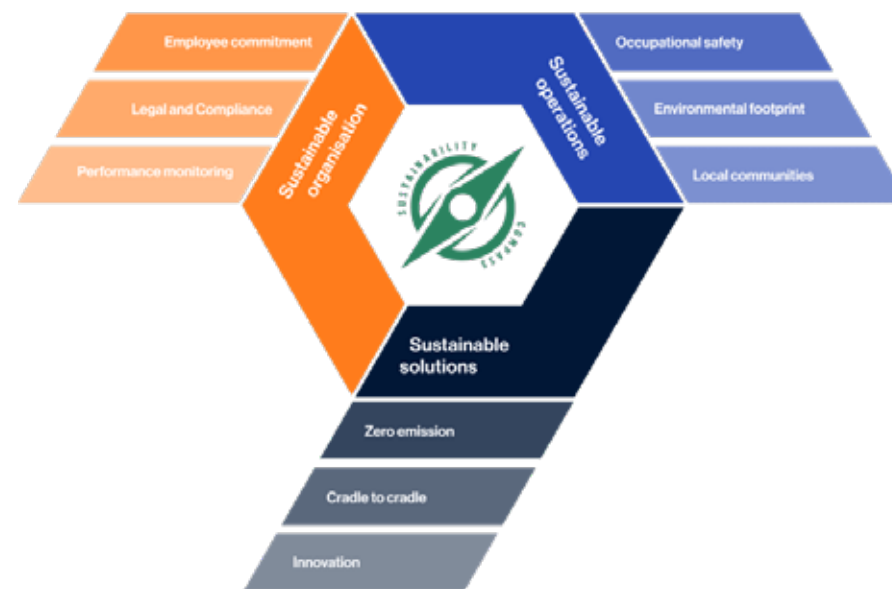 Employee commitment
Legal and Compliance
Performance monitoring
Sustainable
organisation
Sustainable
operations
Occupational safety
Environmental footprint
Local communities
SUSTAINABILITY
COMPASS
Sustainable
solutions
Zero emission
Cradle to cradle
Innovation